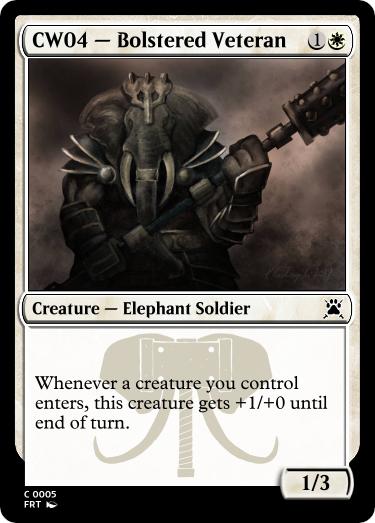 CW04 — Bolstered Veteran 1
Creature — Elephant Soldier
Whenever a creature you control
enters, this creature gets +1/+0 until
end of turn.
1/3
C 0005
FRT